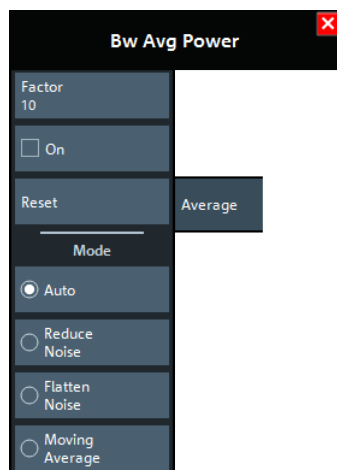 Bw Avg Power
Factor
10
On
Reset
Average
Mode
Auto
Reduce
Noise
Flatten
Noise
Moving
Average